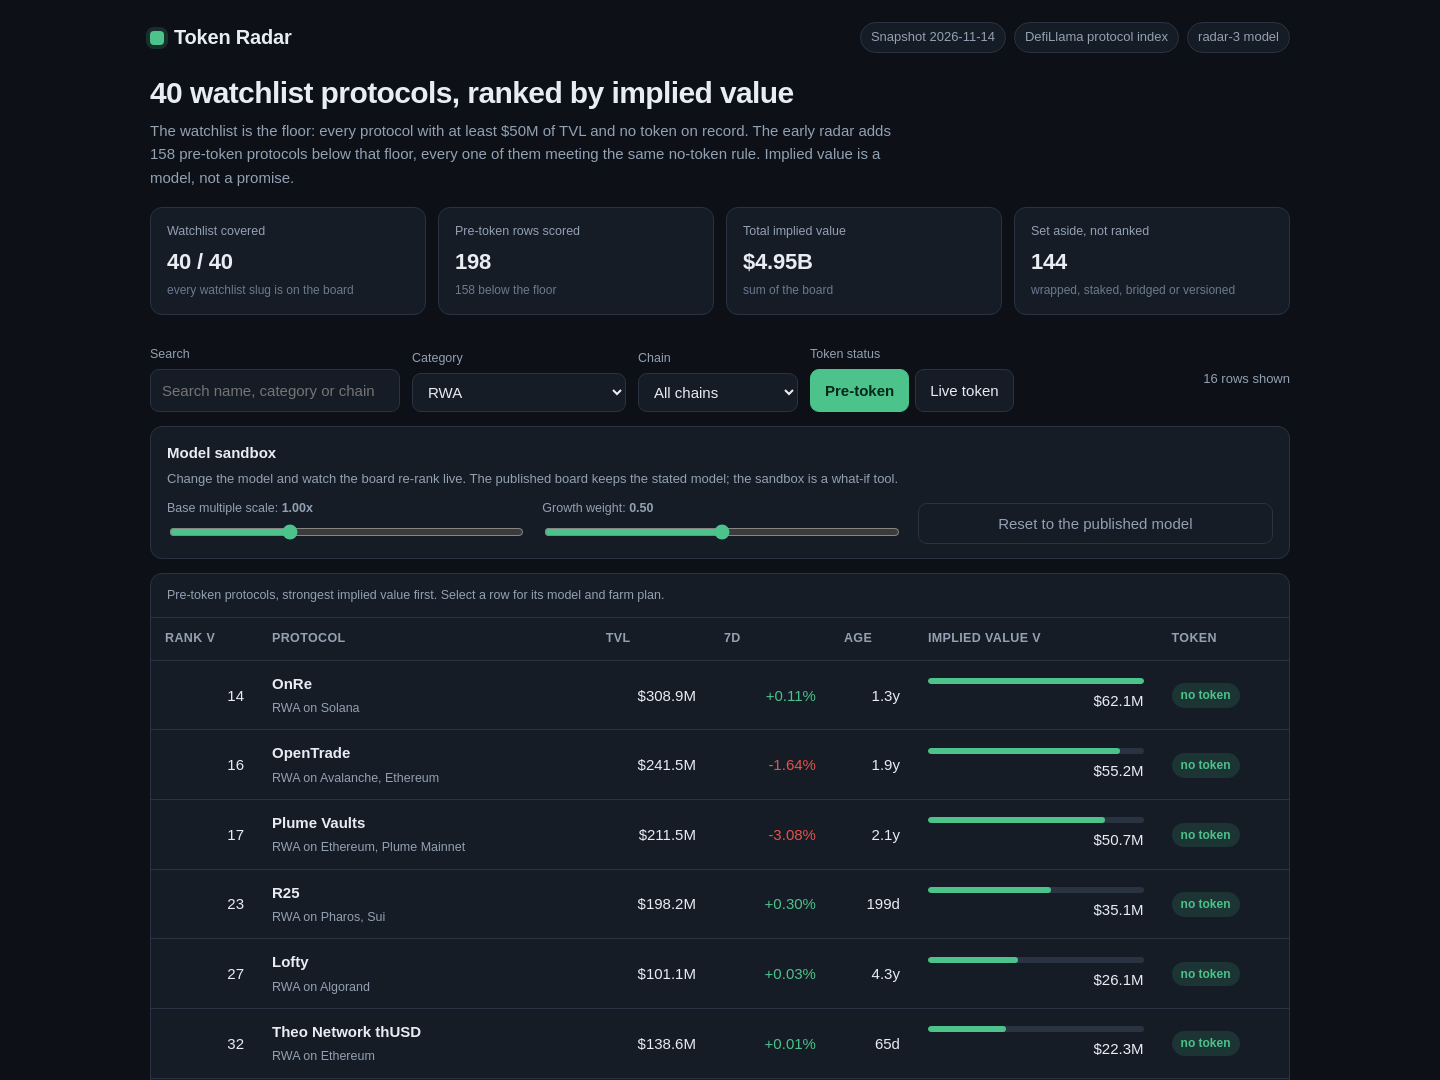 Token Radar
Snapshot 2026-11-14
DefiLlama protocol index
radar-3 model
40 watchlist protocols, ranked by implied value
The watchlist is the floor: every protocol with at least $50M of TVL and no token on record. The early radar adds
158 pre-token protocols below that floor, every one of them meeting the same no-token rule. Implied value is a
model, not a promise.
Watchlist covered
40 / 40
every watchlist slug is on the board
Pre-token rows scored
198
158 below the floor
Total implied value
$4.95B
sum of the board
Set aside, not ranked
144
wrapped, staked, bridged or versioned
Search
Search name, category or chain
Category
RWA
Chain
All chains
Token status
Pre-token
Live token
16 rows shown
Model sandbox
Change the model and watch the board re-rank live. The published board keeps the stated model; the sandbox is a what-if tool.
Base multiple scale: 1.00x
Growth weight: 0.50
Reset to the published model
Pre-token protocols, strongest implied value first. Select a row for its model and farm plan.
RANK V PROTOCOL TVL 7D AGE IMPLIED VALUE V TOKEN
14 OnRe $308.9M +0.11% 1.3y $62.1M no token
RWA on Solana
16 OpenTrade $241.5M -1.64% 1.9y $55.2M no token
RWA on Avalanche, Ethereum
17 Plume Vaults $211.5M -3.08% 2.1y $50.7M no token
RWA on Ethereum, Plume Mainnet
23 R25 $198.2M +0.30% 199d $35.1M no token
RWA on Pharos, Sui
27 Lofty $101.1M +0.03% 4.3y $26.1M no token
RWA on Algorand
32 Theo Network thUSD $138.6M +0.01% 65d $22.3M no token
RWA on Ethereum